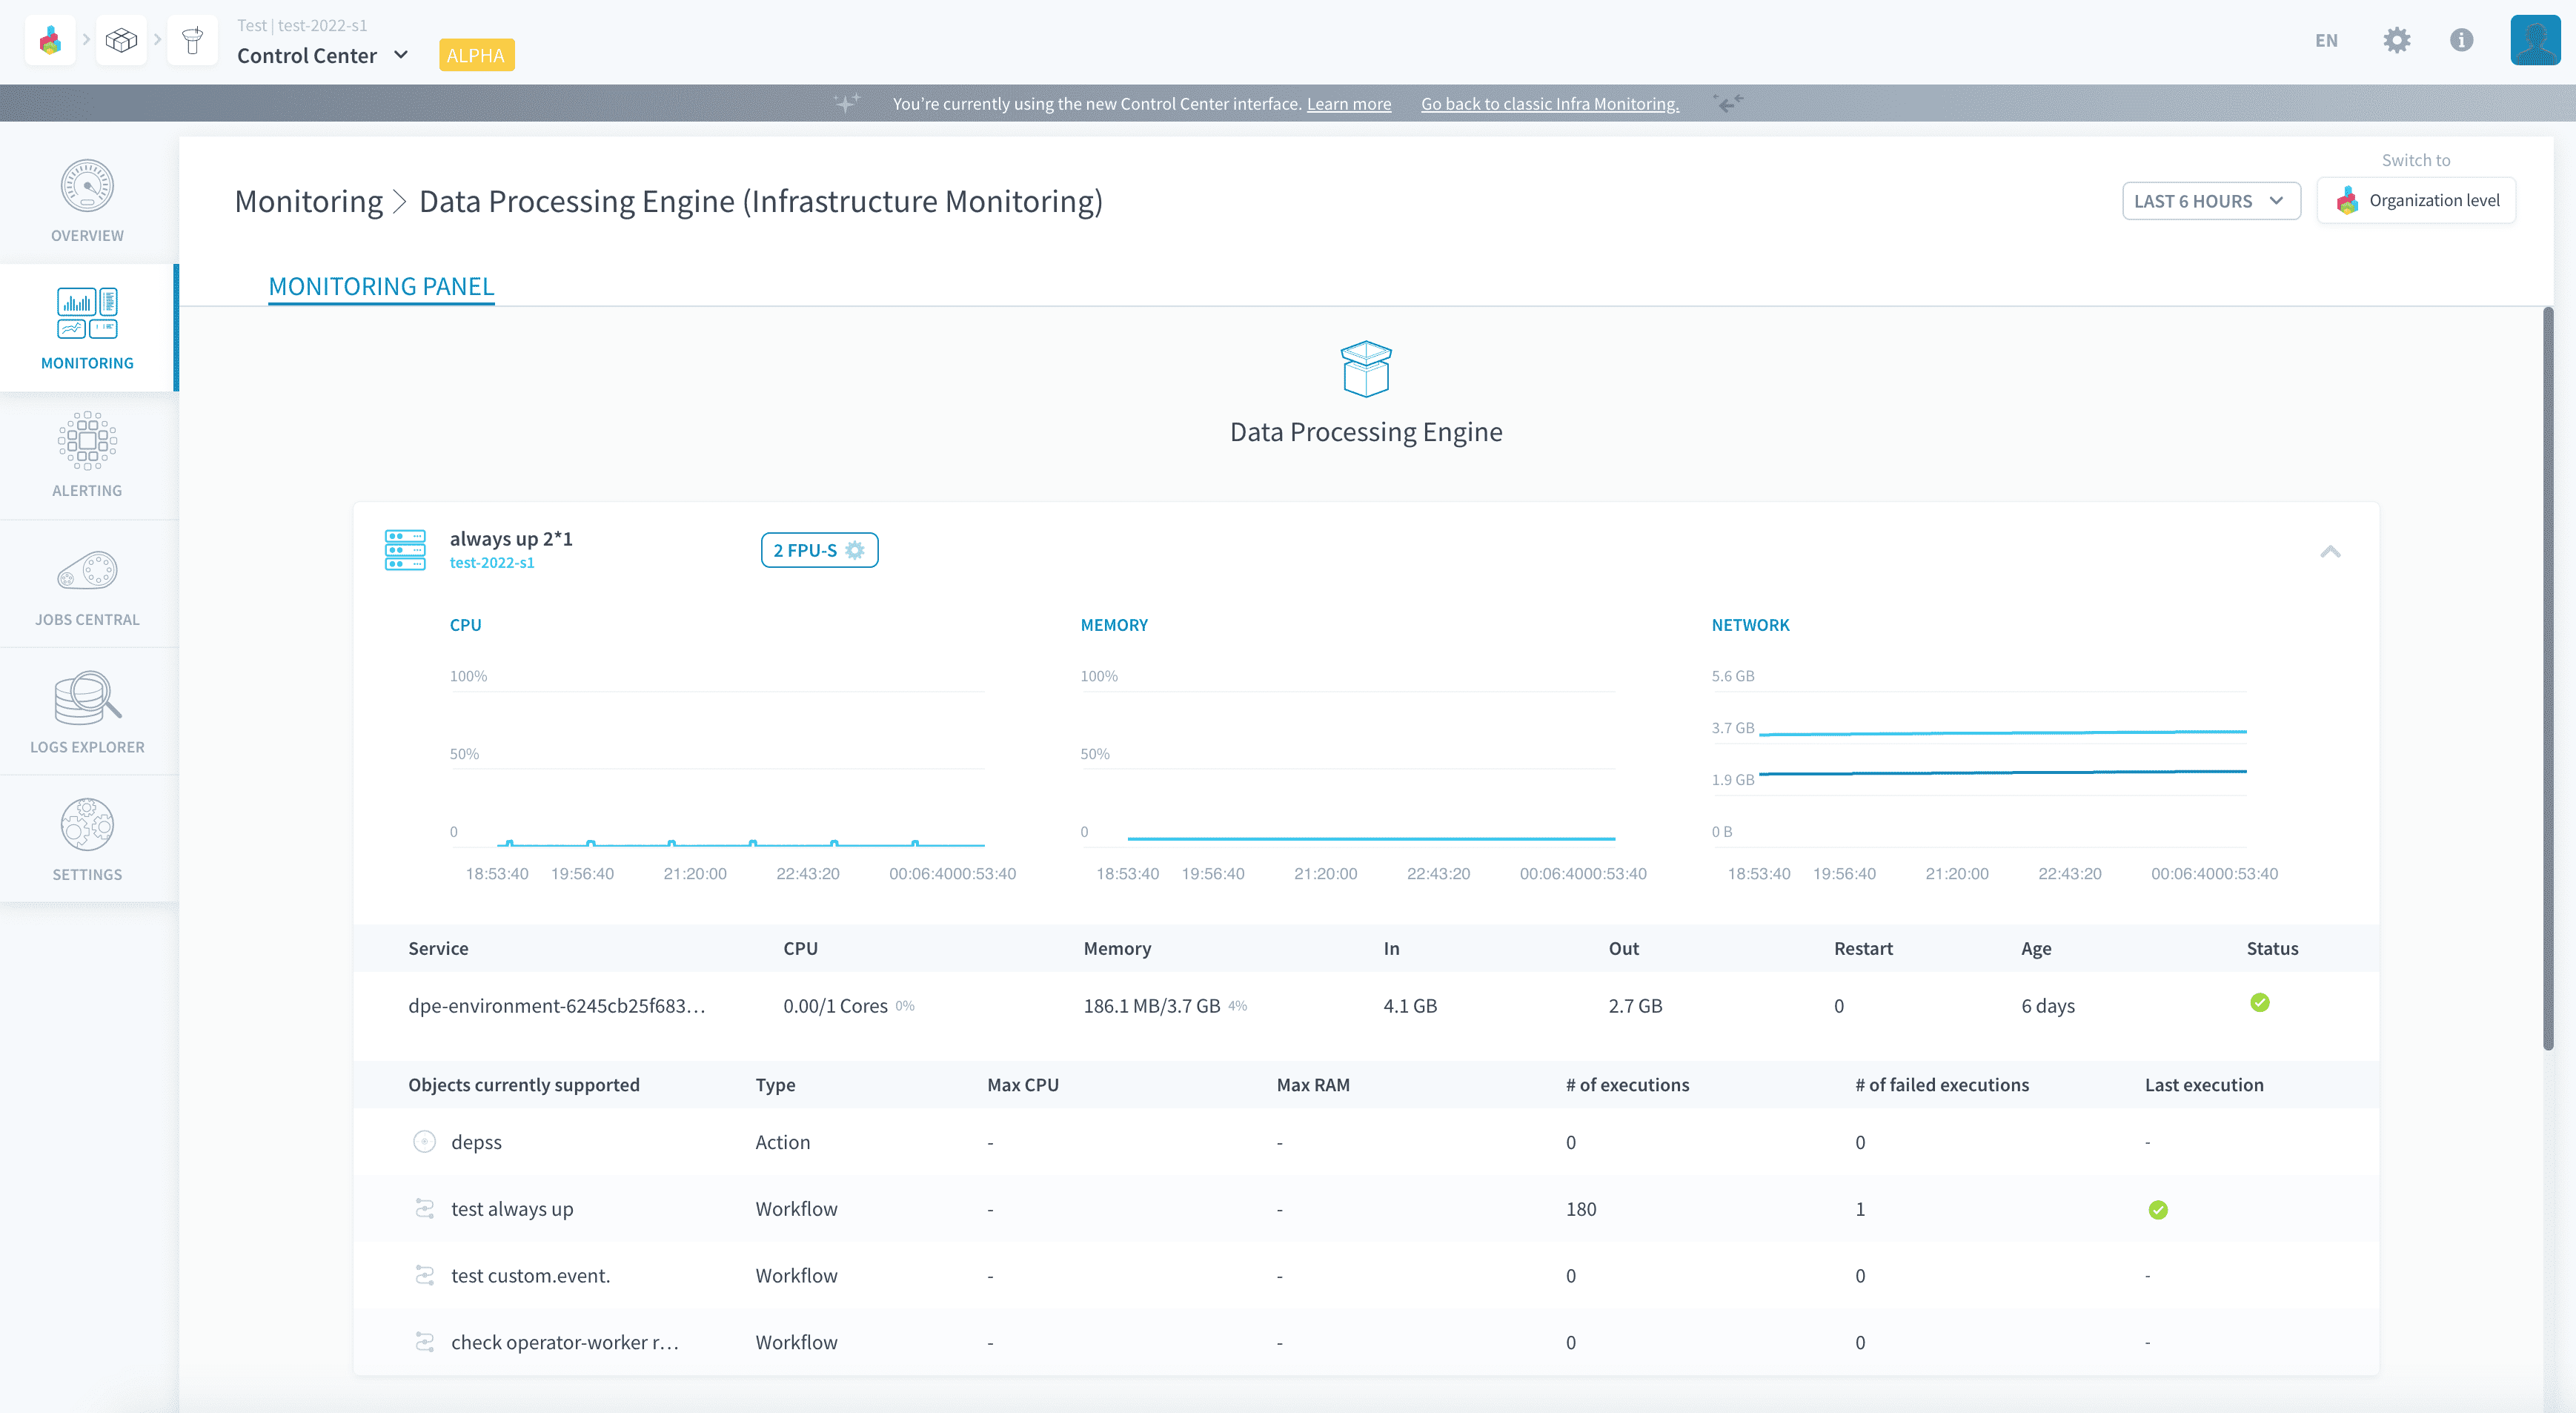 Test | test-2022-s1
Control Center
ALPHA
EN
You're currently using the new Control Center interface. Learn more Go back to classic Infra Monitoring.
OVERVIEW
MONITORING
ALERTING
JOBS CENTRAL
LOGS EXPLORER
SETTINGS
Monitoring > Data Processing Engine (Infrastructure Monitoring)
LAST 6 HOURS
Switch to
Organization level
MONITORING PANEL
Data Processing Engine
always up 2*1
test-2022-s1
2 FPU-S
CPU
100%
50%
0
18:53:40 19:56:40 21:20:00 22:43:20 00:06:4000:53:40
MEMORY
100%
50%
0
18:53:40 19:56:40 21:20:00 22:43:20 00:06:4000:53:40
NETWORK
5.6 GB
3.7 GB
1.9 GB
0 B
18:53:40 19:56:40 21:20:00 22:43:20 00:06:4000:53:40
Service CPU Memory In Out Restart Age Status
dpe-environment-6245cb25f683... 0.00/1 Cores 0% 186.1 MB/3.7 GB 4% 4.1 GB 2.7 GB 0 6 days
Objects currently supported Type Max CPU Max RAM # of executions # of failed executions Last execution
depss Action - - 0 0 -
test always up Workflow - - 180 1
test custom.event. Workflow - - 0 0 -
check operator-worker r... Workflow - - 0 0 -